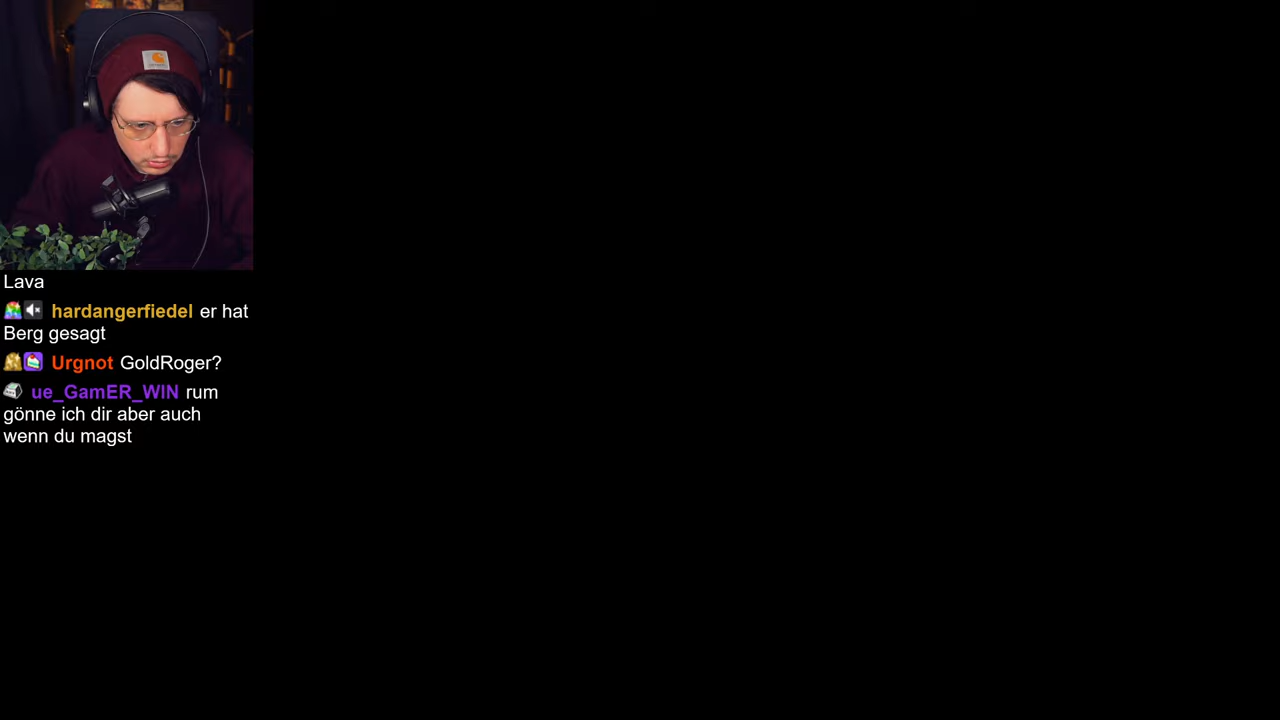 Lava
hardangerfiedel er hat
Berg gesagt
Urgnot GoldRoger?
ue_GamER_WIN rum
gönne ich dir aber auch
wenn du magst